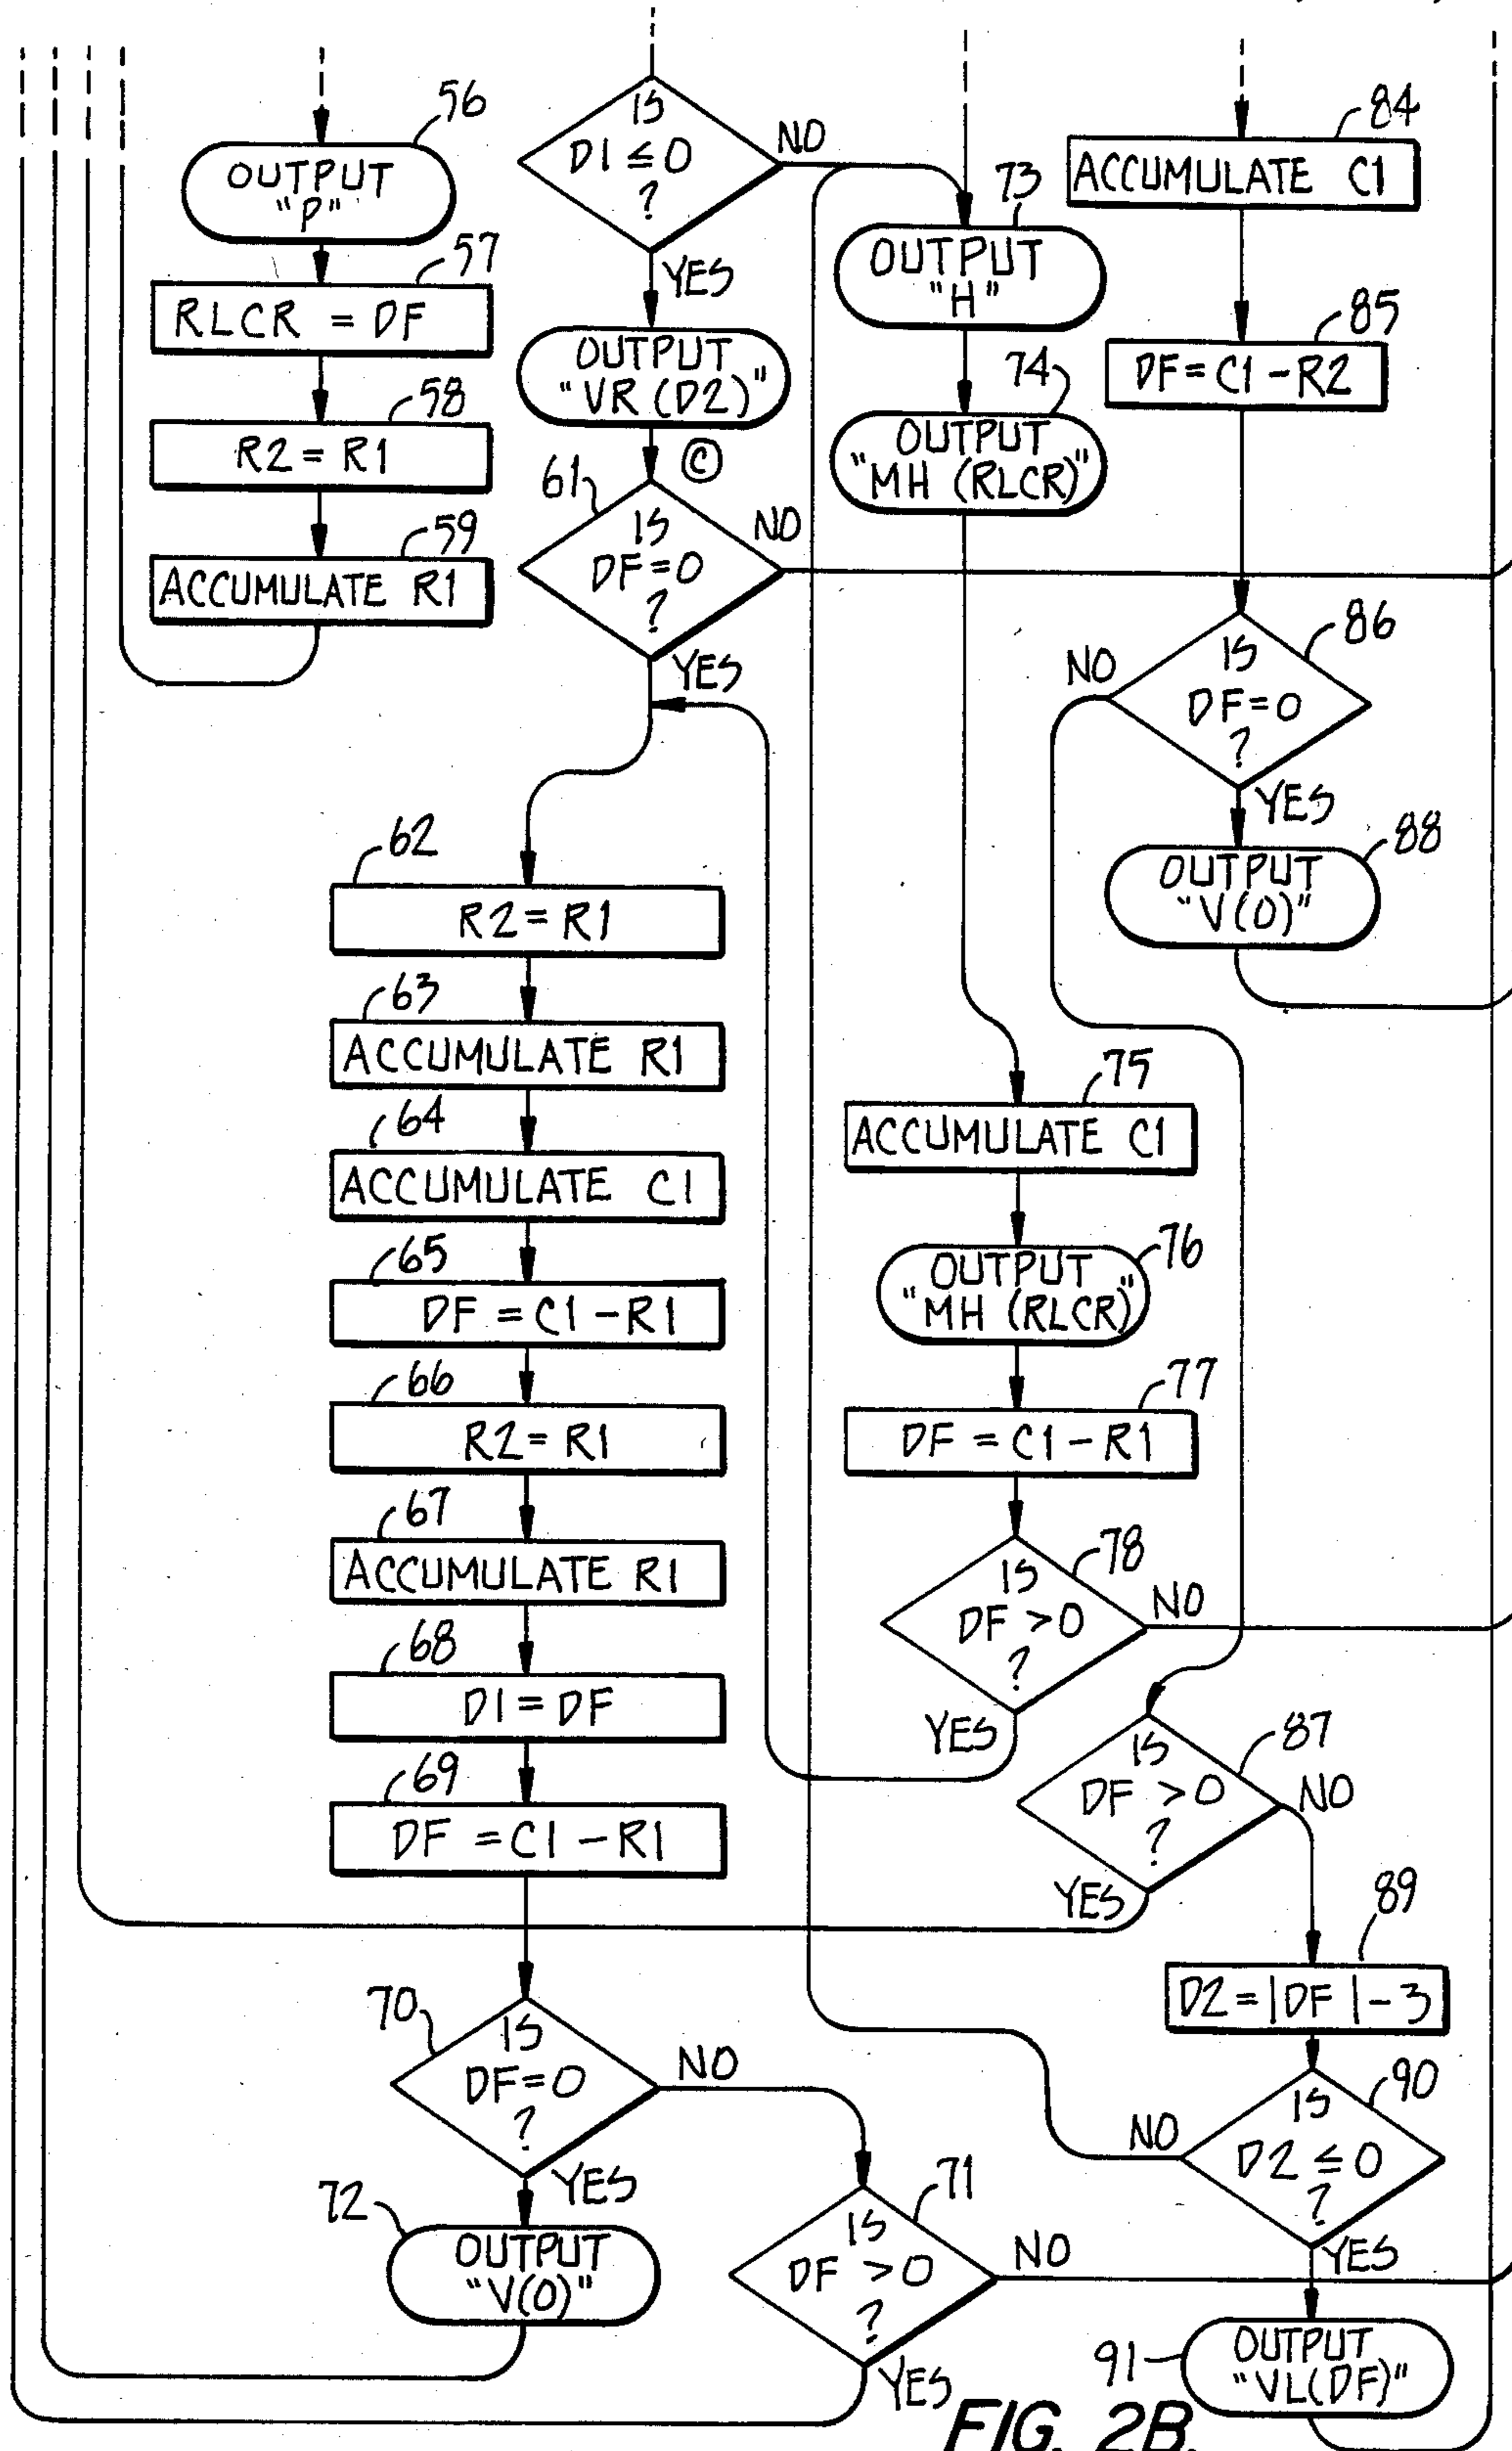 56
OUTPUT
"P"
57
RLCR = DF
58
R2 = R1
59
ACCUMULATE R1
IS
D1 ≤ 0
?
NO
YES
OUTPUT
"VR (D2)"
©
61
IS
DF = 0
?
NO
YES
62
R2 = R1
63
ACCUMULATE R1
64
ACCUMULATE C1
65
DF = C1 - R1
66
R2 = R1
67
ACCUMULATE R1
68
D1 = DF
69
DF = C1 - R1
70
IS
DF = 0
?
NO
YES
72
OUTPUT
"V(0)"
71
IS
DF > 0
?
NO
YES
73
OUTPUT
"H"
74
OUTPUT
"MH (RLCR)"
75
ACCUMULATE C1
76
OUTPUT
"MH (RLCR)"
77
DF = C1 - R1
78
IS
DF > 0
?
NO
YES
84
ACCUMULATE C1
85
DF = C1 - R2
86
IS
DF = 0
?
NO
YES
88
OUTPUT
"V(0)"
87
IS
DF > 0
?
NO
YES
89
D2 = |DF| - 3
90
IS
D2 ≤ 0
?
NO
YES
91
OUTPUT
"VL(DF)"
FIG. 2B.